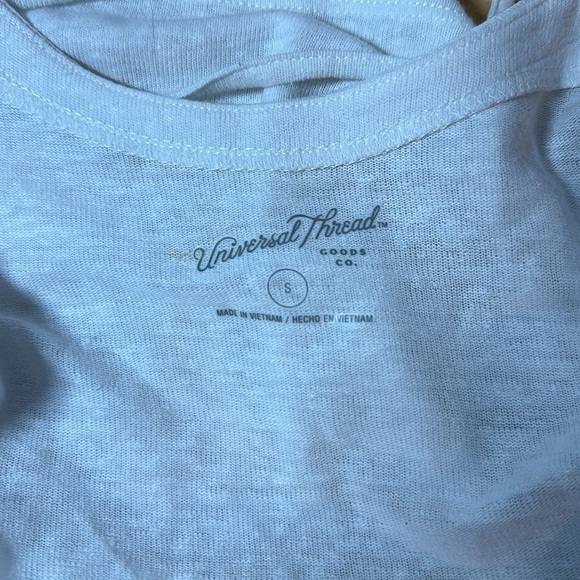 Universal Thread™
GOODS
CO.
S
MADE IN VIETNAM / HECHO EN VIETNAM